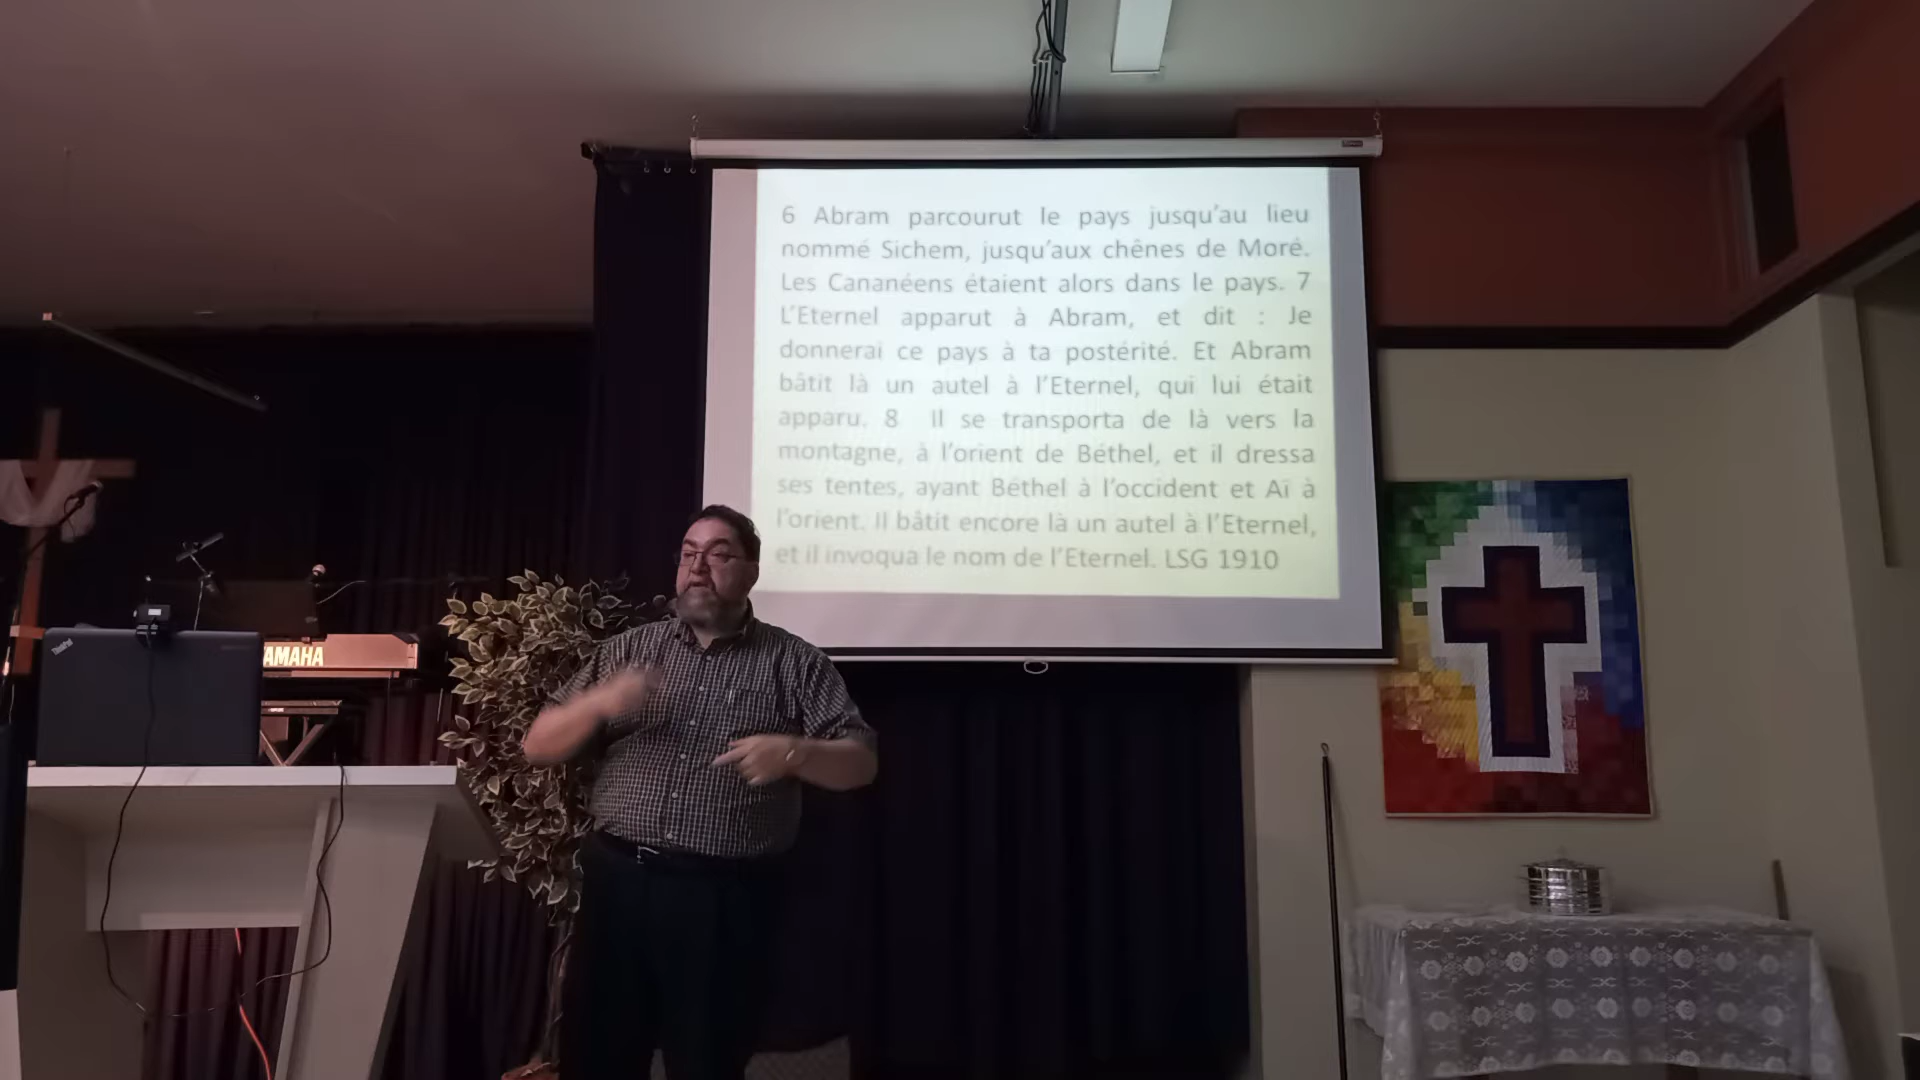 6 Abram parcourut le pays jusqu'au lieu
nommé Sichem, jusqu'aux chênes de Moré.
Les Cananéens étaient alors dans le pays. 7
L'Eternel apparut à Abram, et dit : Je
donnerai ce pays à ta postérité. Et Abram
bâtit là un autel à l'Eternel, qui lui était
apparu. 8 Il se transporta de là vers la
montagne, à l'orient de Béthel, et il dressa
ses tentes, ayant Béthel à l'occident et Aï à
l'orient. Il bâtit encore là un autel à l'Eternel,
et il invoqua le nom de l'Eternel. LSG 1910
ThinkPad
YAMAHA